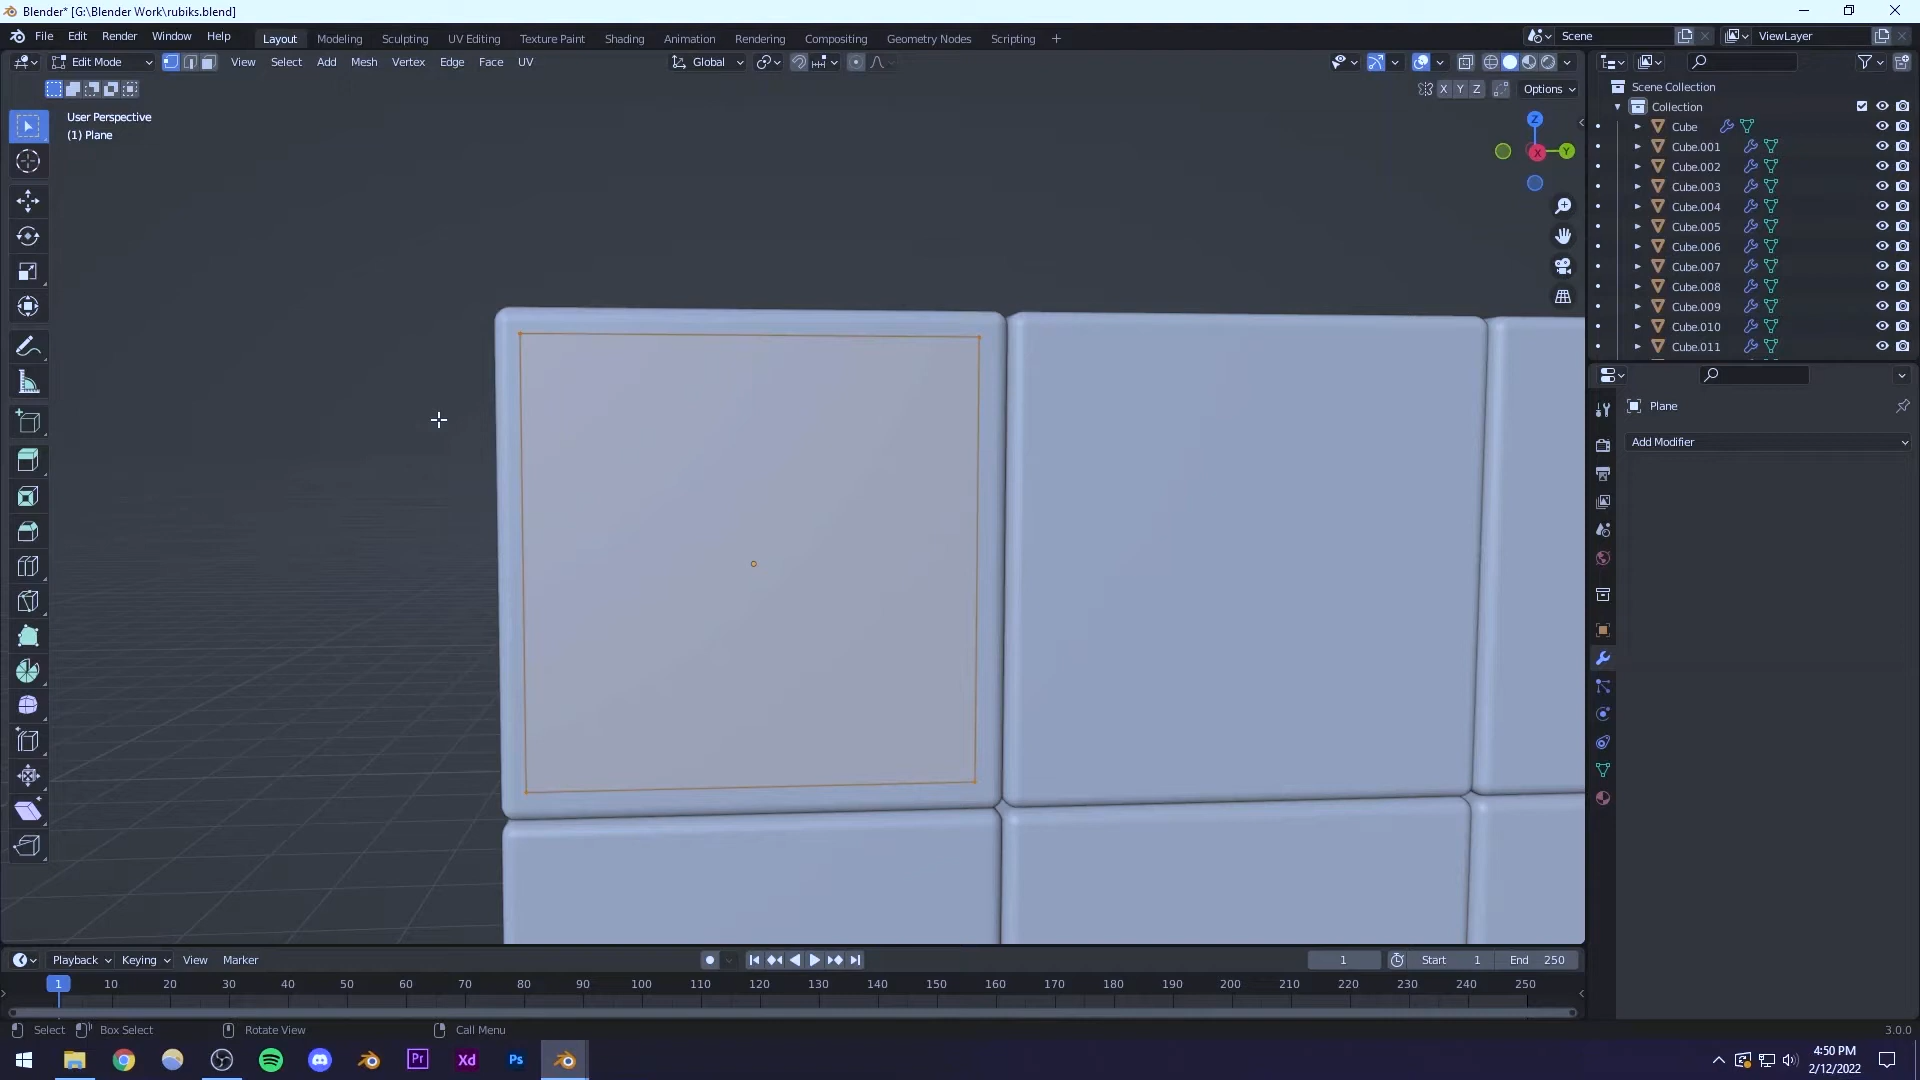 Blender* [G:\Blender Work\rubiks.blend]
File Edit Render Window Help Layout Modeling Sculpting UV Editing Texture Paint Shading Animation Rendering Compositing Geometry Nodes Scripting + Scene ViewLayer
Edit Mode View Select Add Mesh Vertex Edge Face UV Global
X Y Z Options
User Perspective
(1) Plane
Z
X Y
Scene Collection
Collection
Cube
Cube.001
Cube.002
Cube.003
Cube.004
Cube.005
Cube.006
Cube.007
Cube.008
Cube.009
Cube.010
Cube.011
Plane
Add Modifier
Playback Keying View Marker 1 Start 1 End 250
1 10 20 30 40 50 60 70 80 90 100 110 120 130 140 150 160 170 180 190 200 210 220 230 240 250
Select Box Select Rotate View Call Menu 3.0.0
Pr Xd Ps
4:50 PM
2/12/2022